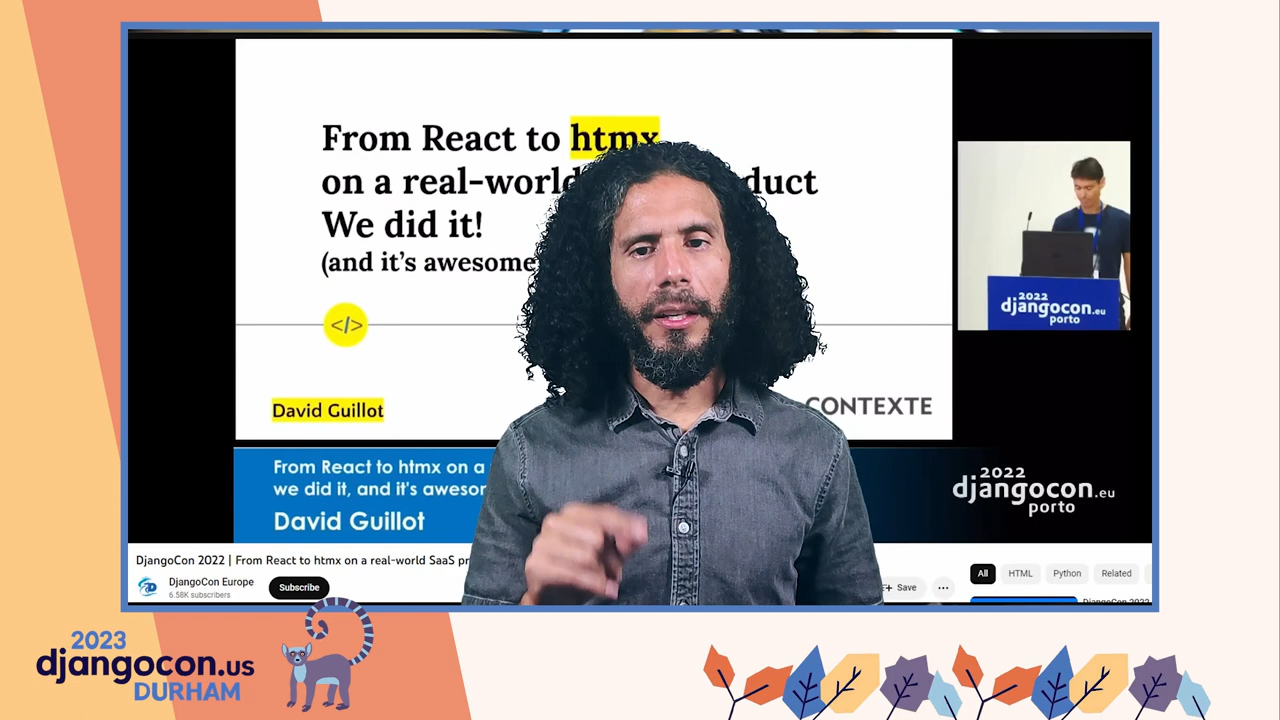 From React to htmx
on a real-world duct
We did it!
(and it's awesome
</>
David Guillot
CONTEXTE
2022
djangocon.eu
porto
From React to htmx on a
we did it, and it's awesor
David Guillot
2022
djangocon.eu
porto
DjangoCon 2022 | From React to htmx on a real-world SaaS pr
DjangoCon Europe
6.58K subscribers
Subscribe
Save
...
All
HTML
Python
Related
DjangoCon 2022
2023
djangocon.us
DURHAM